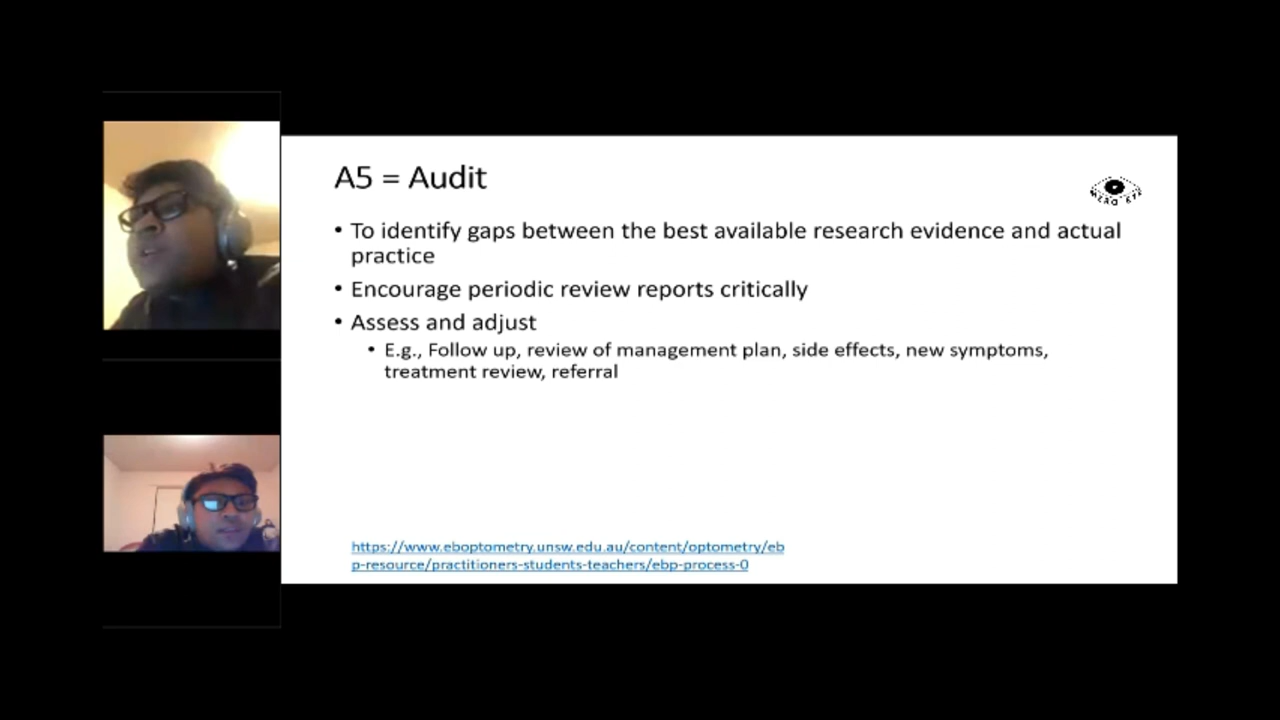 A5 = Audit
• To identify gaps between the best available research evidence and actual
practice
• Encourage periodic review reports critically
• Assess and adjust
• E.g., Follow up, review of management plan, side effects, new symptoms,
treatment review, referral
https://www.eboptometry.unsw.edu.au/content/optometry/eb
p-resource/practitioners-students-teachers/ebp-process-0